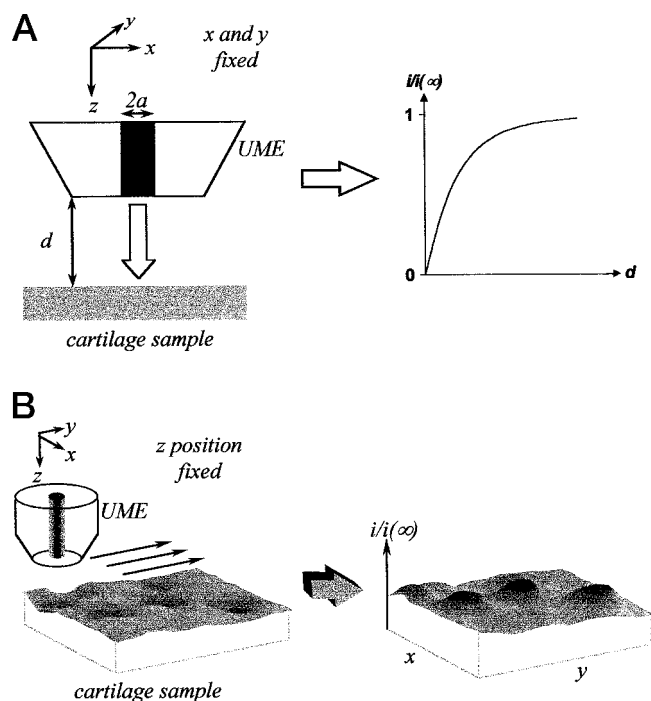 A
y
x
z
x and y
fixed
2a
UME
d
cartilage sample
i/i(∞)
1
0
d
B
y
x
z
z position
fixed
UME
cartilage sample
i/i(∞)
x
y